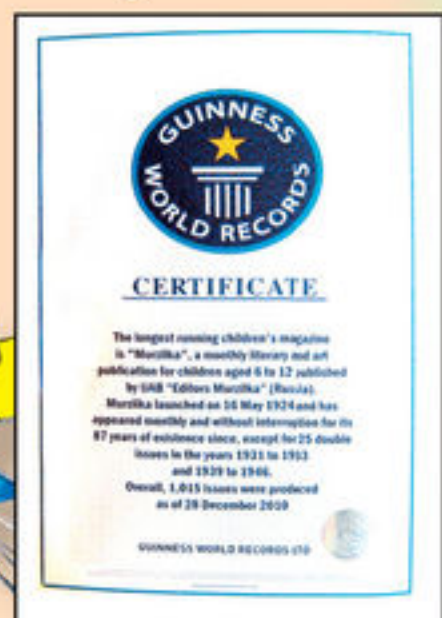 GUINNESS
WORLD RECORDS
CERTIFICATE
The longest running children's magazine
is "Murzilka", a monthly literary and art
publication for children aged 6 to 12 published
by UAB "Editors Murzilka" (Russia).
Murzilka launched on 16 May 1924 and has
appeared monthly and without interruption for its
87 years of existence since, except for 25 double
issues in the years 1931 to 1933
and 1939 to 1946.
Overall, 1,015 issues were produced
as of 28 December 2010
GUINNESS WORLD RECORDS LTD